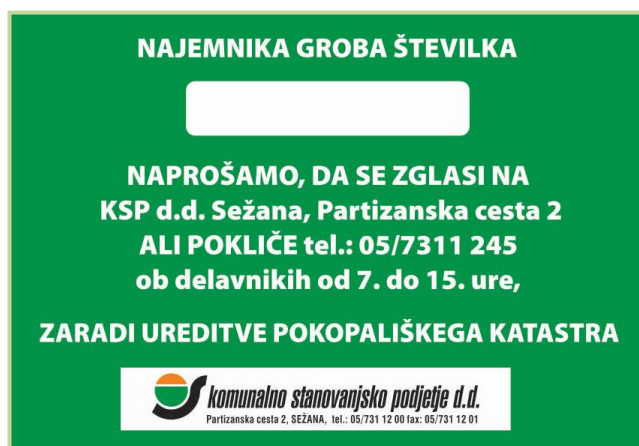 NAJEMNIKA GROBA ŠTEVILKA
NAPROŠAMO, DA SE ZGLASI NA
KSP d.d. Sežana, Partizanska cesta 2
ALI POKLIČE tel.: 05/7311 245
ob delavnikih od 7. do 15. ure,
ZARADI UREDITVE POKOPALIŠKEGA KATASTRA
komunalno stanovanjsko podjetje d.d.
Partizanska cesta 2, SEŽANA, tel.: 05/731 12 00 fax: 05/731 12 01